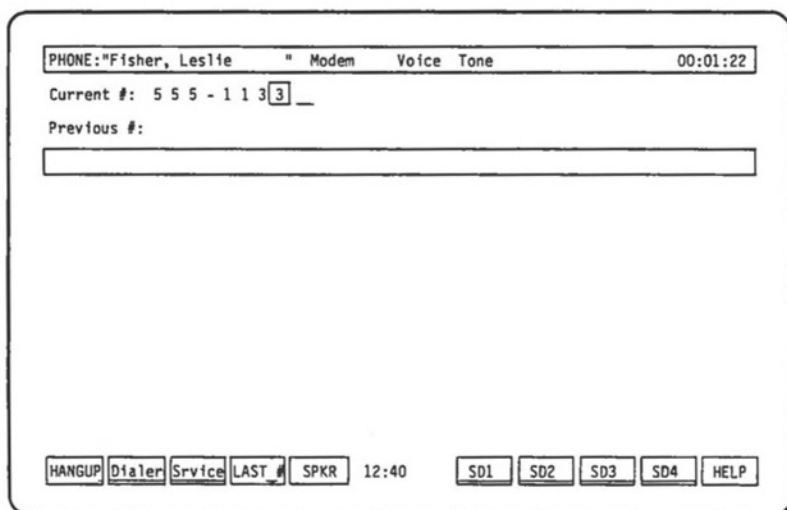 PHONE:"Fisher, Leslie " Modem Voice Tone 00:01:22
Current #: 5 5 5 - 1 1 3 3 _
Previous #:
HANGUP Dialer Srvice LAST # SPKR 12:40 SD1 SD2 SD3 SD4 HELP